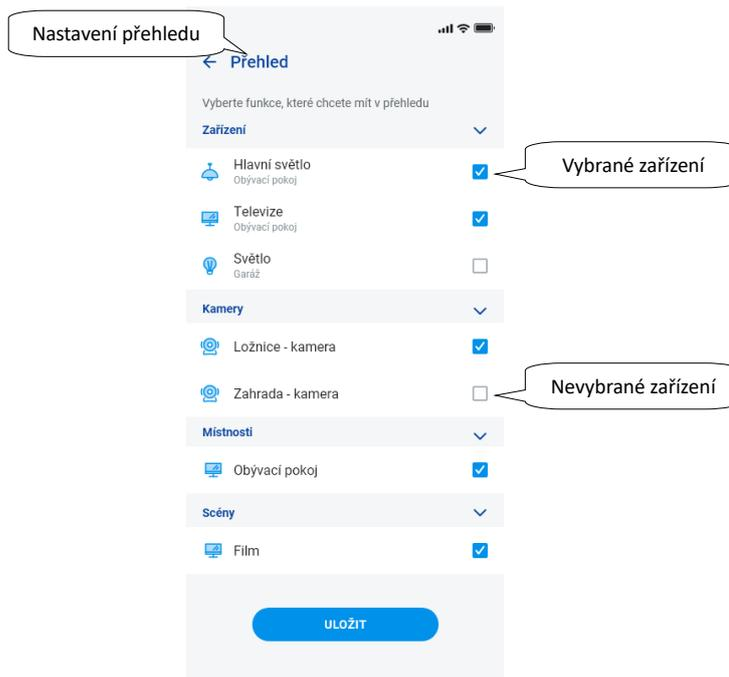 Nastavení přehledu
Přehled
Vyberte funkce, které chcete mít v přehledu
Zařízení
Hlavní světlo
Obývací pokoj
Vybrané zařízení
Televize
Obývací pokoj
Světlo
Garáž
Kamery
Ložnice - kamera
Zahrada - kamera
Nevybrané zařízení
Místnosti
Obývací pokoj
Scény
Film
ULOŽIT